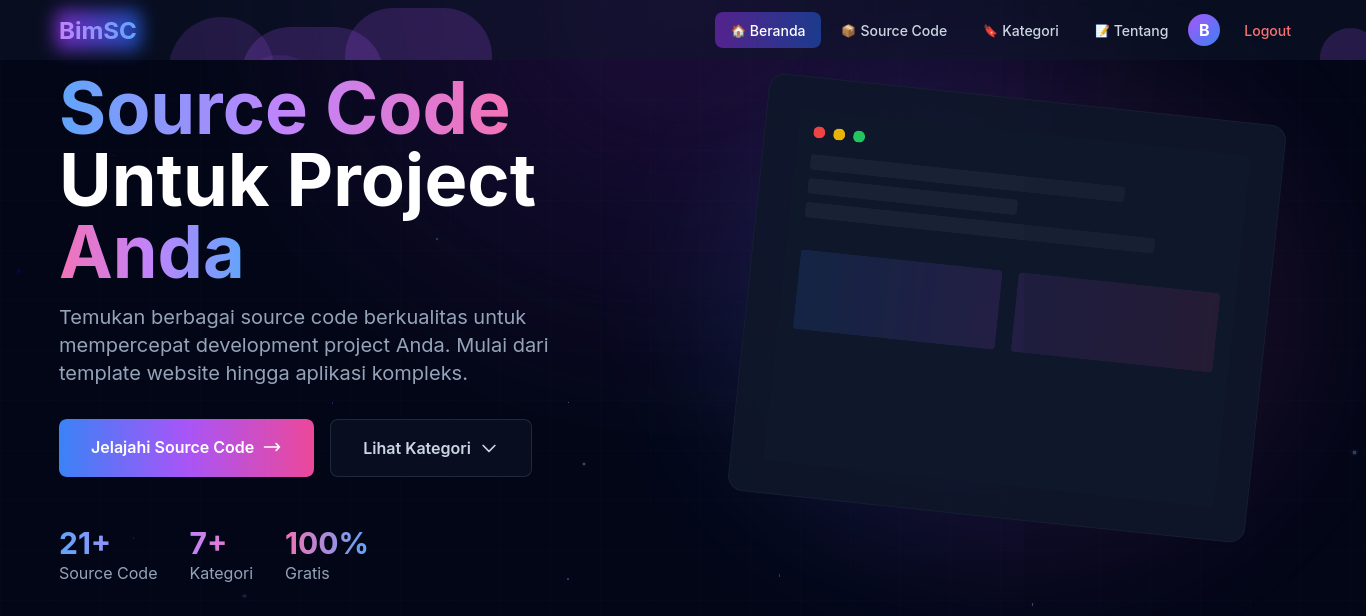 BimSC
🏠 Beranda
📦 Source Code
🔖 Kategori
📝 Tentang
B
Logout
Source Code
Untuk Project
Anda
Temukan berbagai source code berkualitas untuk
mempercepat development project Anda. Mulai dari
template website hingga aplikasi kompleks.
Jelajahi Source Code →
Lihat Kategori
21+
Source Code
7+
Kategori
100%
Gratis